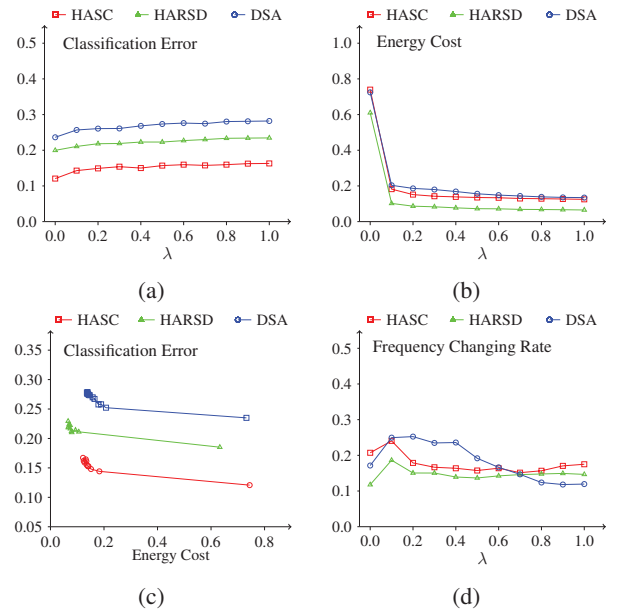 HASC HARSD DSA
Classification Error
0.5
0.4
0.3
0.2
0.1
0.0
0.0 0.2 0.4 0.6 0.8 1.0
λ
(a)
HASC HARSD DSA
Energy Cost
1.0
0.8
0.6
0.4
0.2
0.0
0.0 0.2 0.4 0.6 0.8 1.0
λ
(b)
HASC HARSD DSA
Classification Error
0.35
0.30
0.25
0.20
0.15
0.10
0.05
0 0.2 0.4 0.6 0.8
Energy Cost
(c)
HASC HARSD DSA
Frequency Changing Rate
0.5
0.4
0.3
0.2
0.1
0.0
0.0 0.2 0.4 0.6 0.8 1.0
λ
(d)